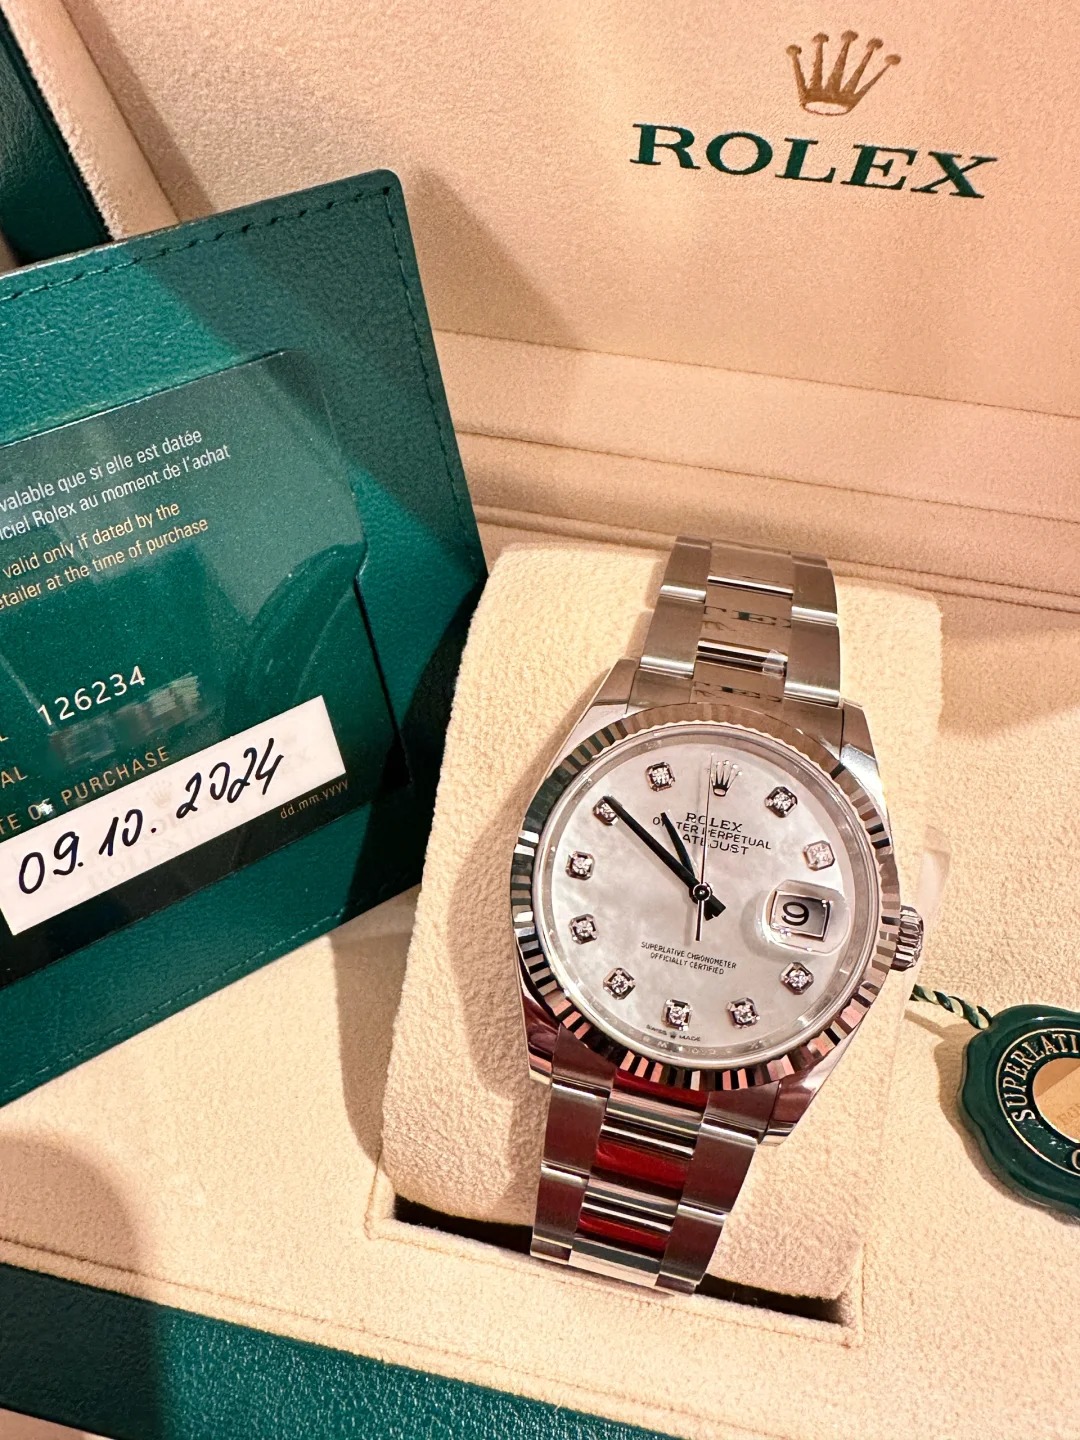 ROLEX
valable que si elle est datée
ciel Rolex au moment de l'achat
valid only if dated by the
etailer at the time of purchase
L 126234
AL
TE OF PURCHASE
09.10.2024
dd.mm.yyyy
ROLEX
OYSTER PERPETUAL
DATEJUST
9
SUPERLATIVE CHRONOMETER
OFFICIALLY CERTIFIED
SWISS MADE
SUPERLATI